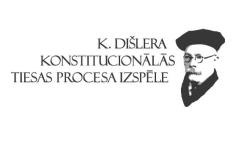 K. DIŠLERA
KONSTITUCIONĀLĀS
TIESAS PROCESA IZSPĒLE